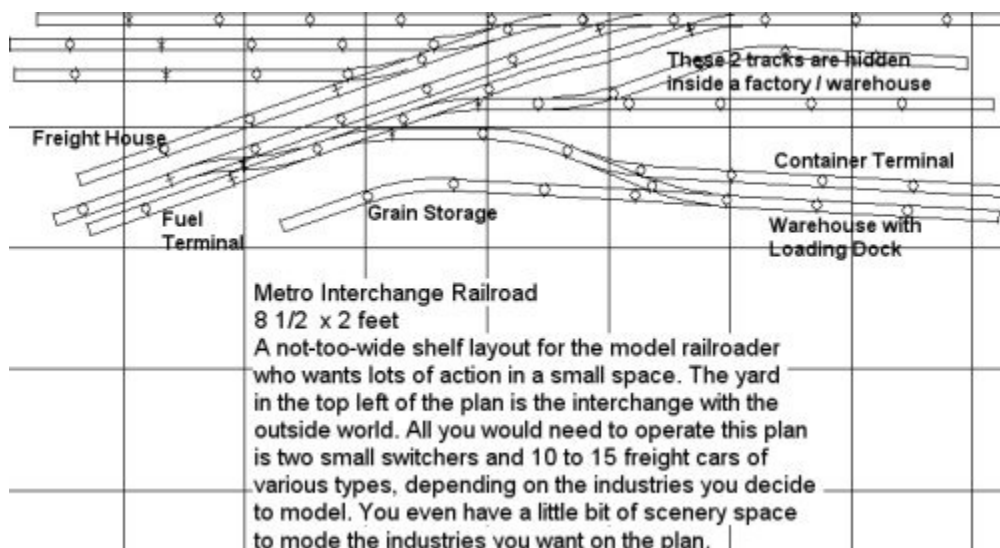 These 2 tracks are hidden
inside a factory / warehouse
Freight House
Container Terminal
Grain Storage
Fuel
Terminal
Warehouse with
Loading Dock
Metro Interchange Railroad
8 1/2 x 2 feet
A not-too-wide shelf layout for the model railroader
who wants lots of action in a small space. The yard
in the top left of the plan is the interchange with the
outside world. All you would need to operate this plan
is two small switchers and 10 to 15 freight cars of
various types, depending on the industries you decide
to model. You even have a little bit of scenery space
to mode the industries you want on the plan.